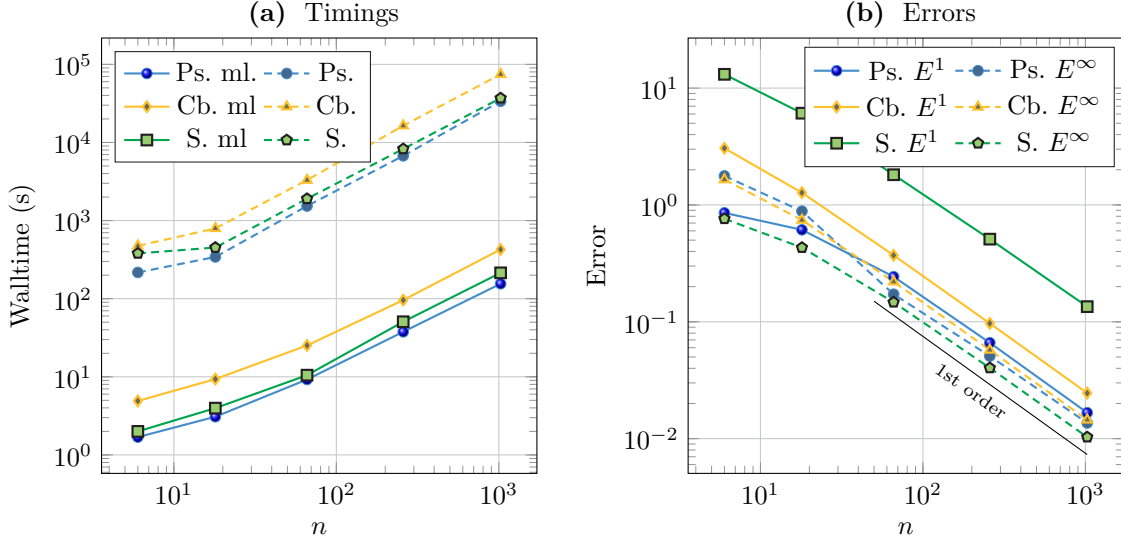 (a) Timings
Walltime (s)
10^5
10^4
10^3
10^2
10^1
10^0
Ps. ml. Ps.
Cb. ml Cb.
S. ml S.
10^1 10^2 10^3
n
(b) Errors
Error
10^1
10^0
10^−1
10^−2
Ps. E^1 Ps. E^∞
Cb. E^1 Cb. E^∞
S. E^1 S. E^∞
1st order
10^1 10^2 10^3
n